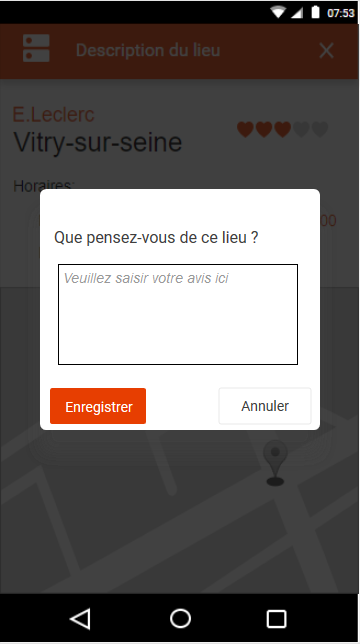 07:53
Description du lieu
E.Leclerc
Vitry-sur-seine
Horaires:
00
Que pensez-vous de ce lieu ?
Veuillez saisir votre avis ici
Enregistrer
Annuler